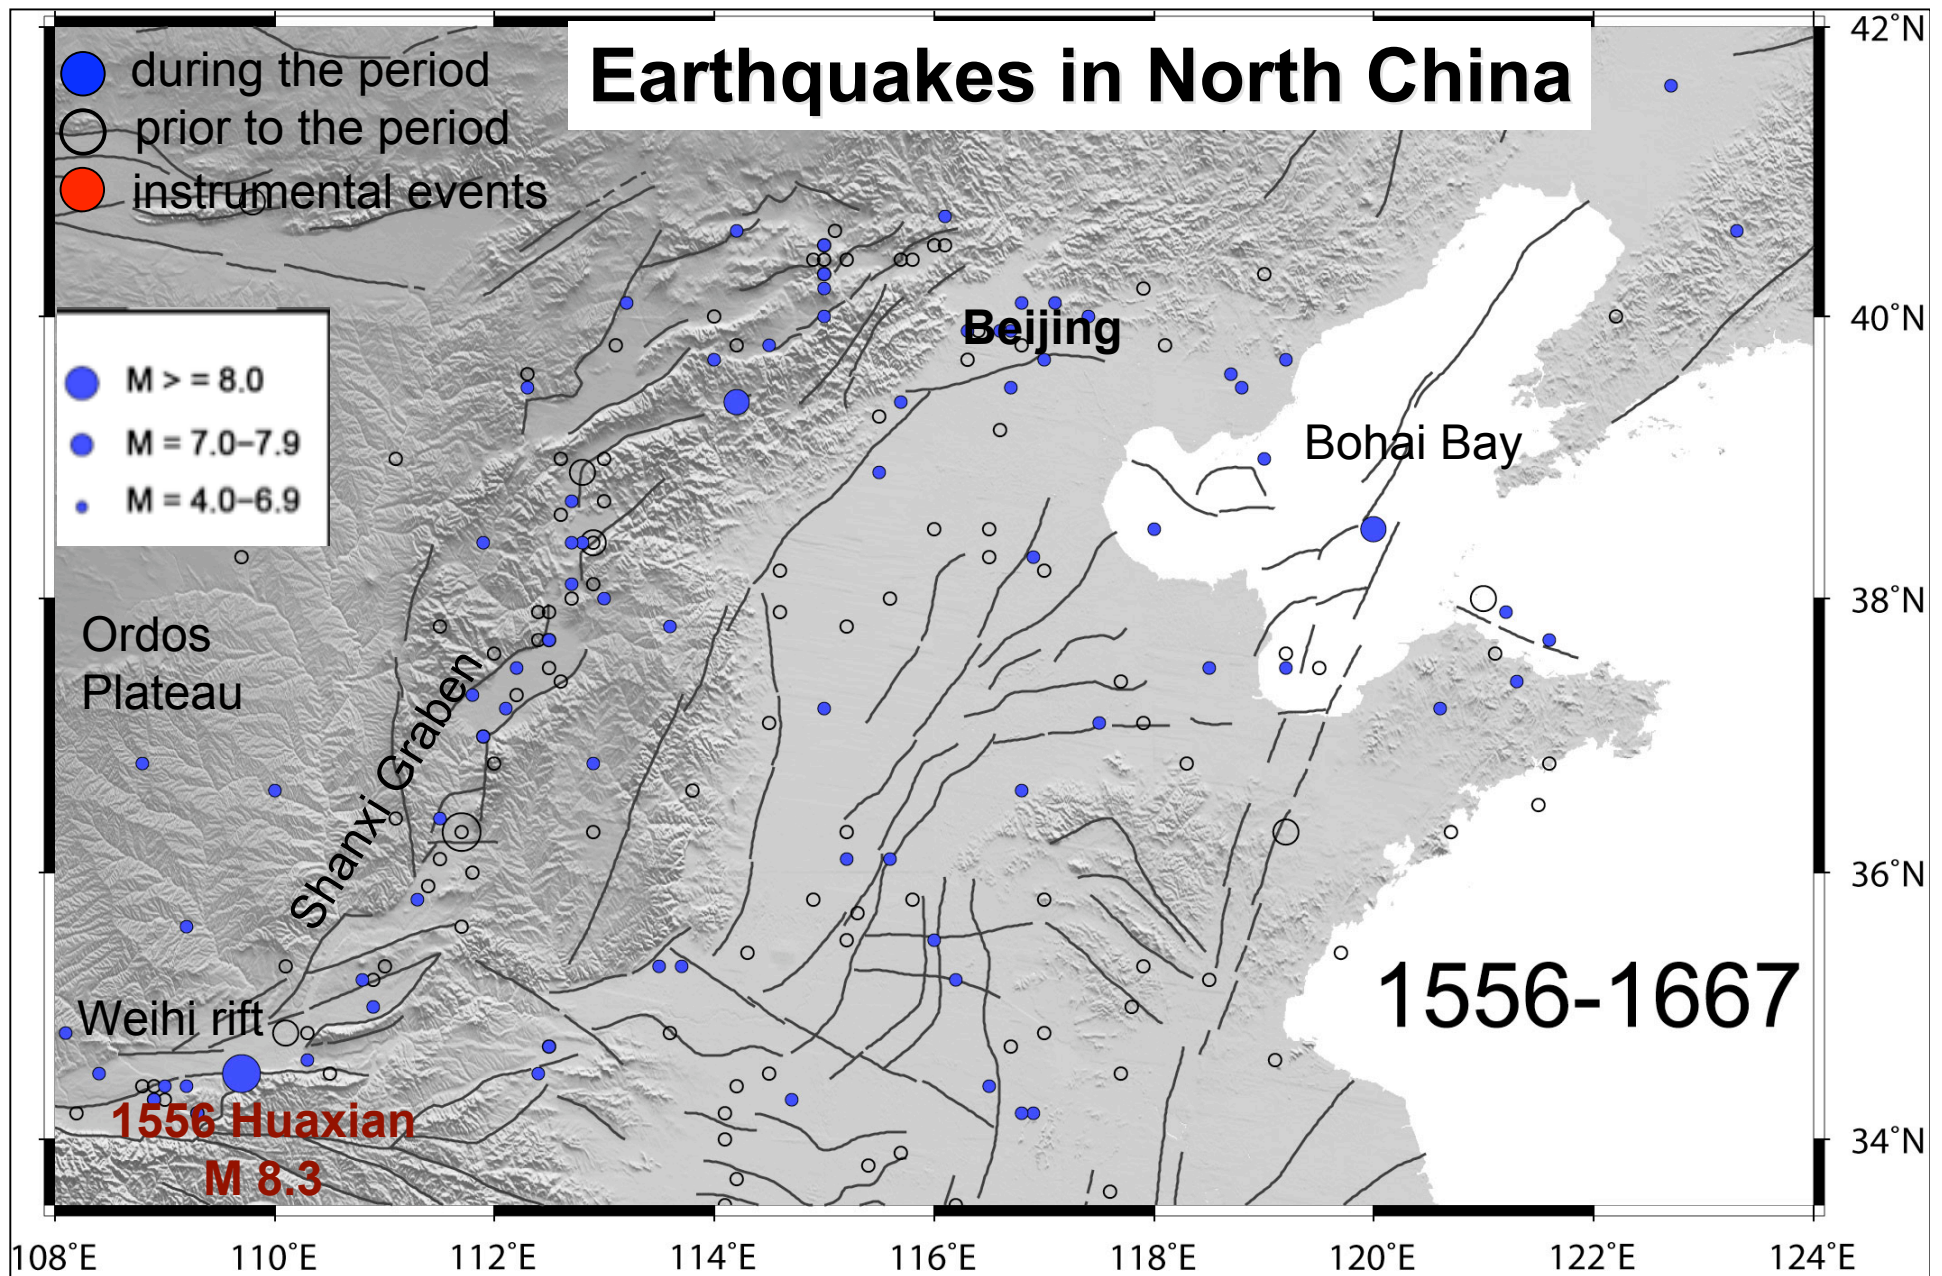 Earthquakes in North China
during the period
prior to the period
instrumental events
M > = 8.0
M = 7.0–7.9
M = 4.0–6.9
Beijing
Bohai Bay
Ordos
Plateau
Shanxi Graben
Weihi rift
1556 Huaxian
M 8.3
1556-1667
42°N
40°N
38°N
36°N
34°N
108°E 110°E 112°E 114°E 116°E 118°E 120°E 122°E 124°E